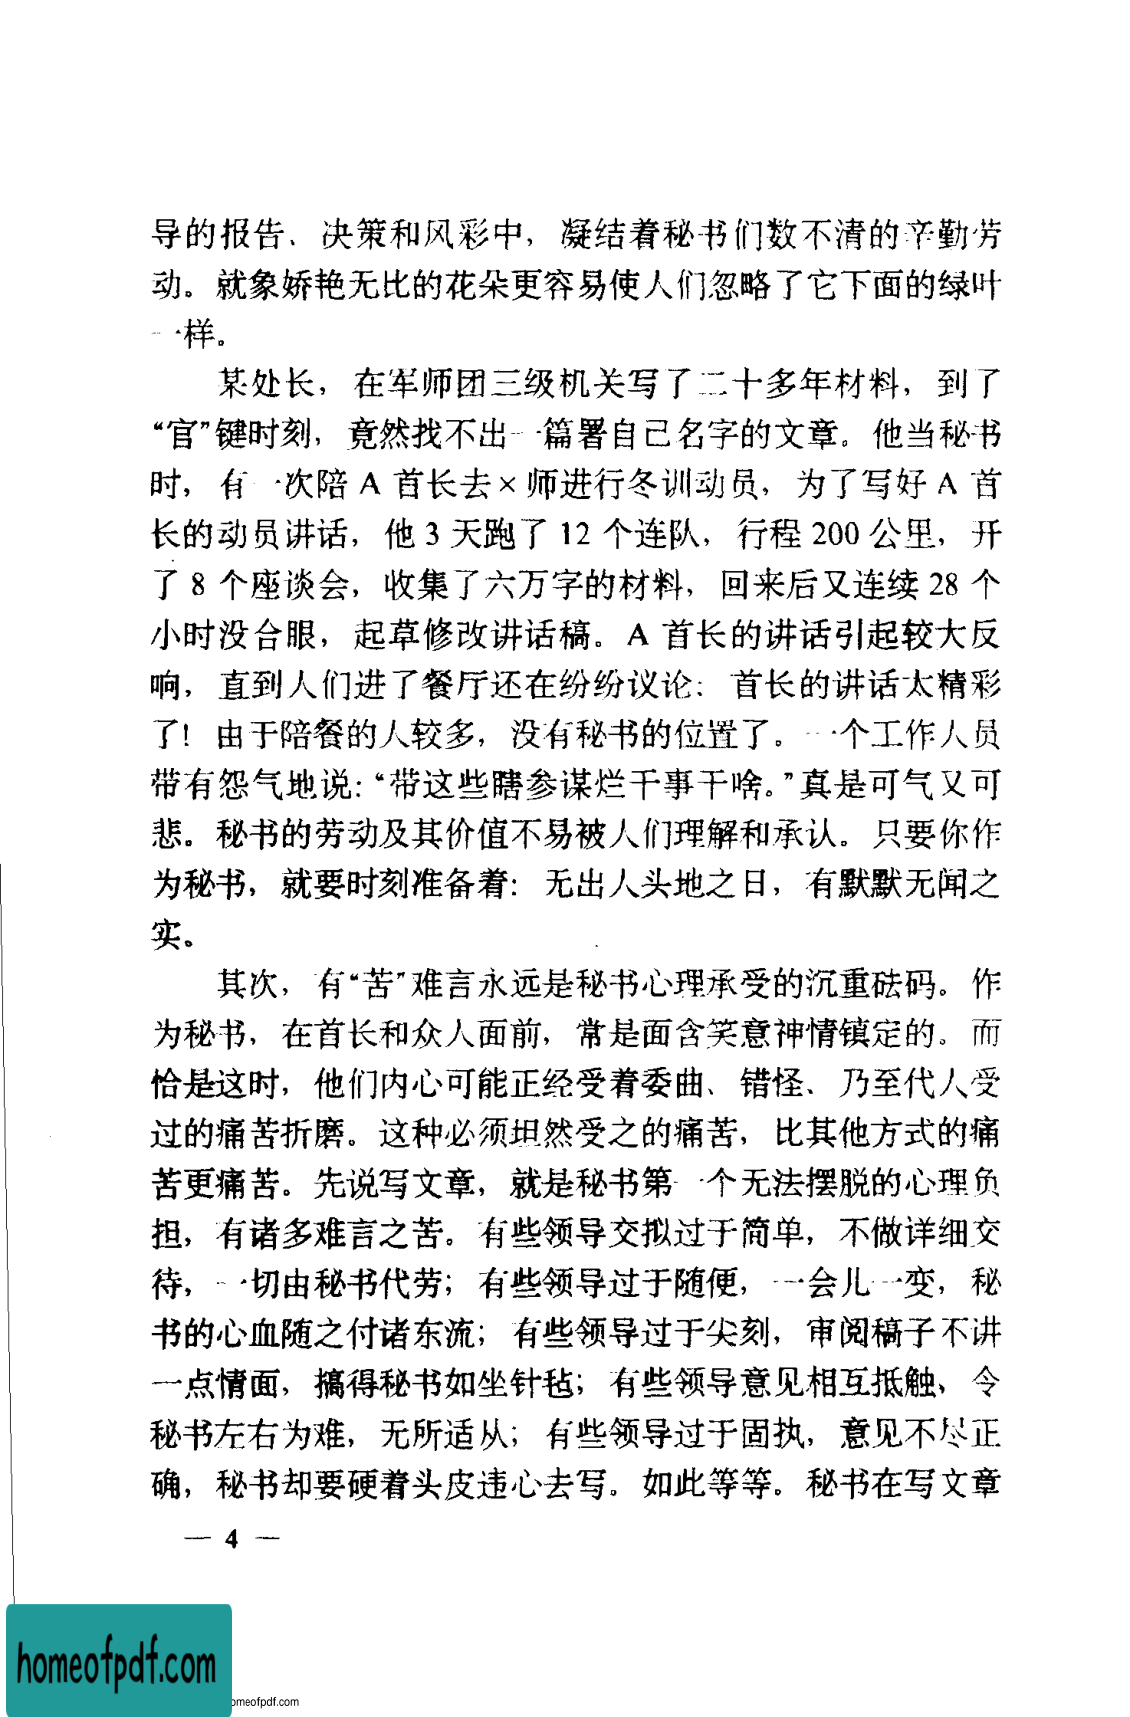 导的报告、决策和风彩中，凝结着秘书们数不清的辛勤劳
动。就象娇艳无比的花朵更容易使人们忽略了它下面的绿叶
一样。
某处长，在军师团三级机关写了二十多年材料，到了
“官”键时刻，竟然找不出一篇署自己名字的文章。他当秘书
时，有一次陪 A 首长去×师进行冬训动员，为了写好 A 首
长的动员讲话，他 3 天跑了 12 个连队，行程 200 公里，开
了 8 个座谈会，收集了六万字的材料，回来后又连续 28 个
小时没合眼，起草修改讲话稿。A 首长的讲话引起较大反
响，直到人们进了餐厅还在纷纷议论：首长的讲话太精彩
了！由于陪餐的人较多，没有秘书的位置了。一个工作人员
带有怨气地说：“带这些瞎参谋烂干事干啥。”真是可气又可
悲。秘书的劳动及其价值不易被人们理解和承认。只要你作
为秘书，就要时刻准备着：无出人头地之日，有默默无闻之
实。
其次，有“苦”难言永远是秘书心理承受的沉重砝码。作
为秘书，在首长和众人面前，常是面含笑意神情镇定的。而
恰是这时，他们内心可能正经受着委曲、错怪、乃至代人受
过的痛苦折磨。这种必须坦然受之的痛苦，比其他方式的痛
苦更痛苦。先说写文章，就是秘书第一个无法摆脱的心理负
担，有诸多难言之苦。有些领导交拟过于简单，不做详细交
待，一切由秘书代劳；有些领导过于随便，一会儿一变，秘
书的心血随之付诸东流；有些领导过于尖刻，审阅稿子不讲
一点情面，搞得秘书如坐针毡；有些领导意见相互抵触、令
秘书左右为难，无所适从；有些领导过于固执，意见不尽正
确，秘书却要硬着头皮违心去写。如此等等。秘书在写文章
— 4 —
homeofpdf.com
omeofpdf.com